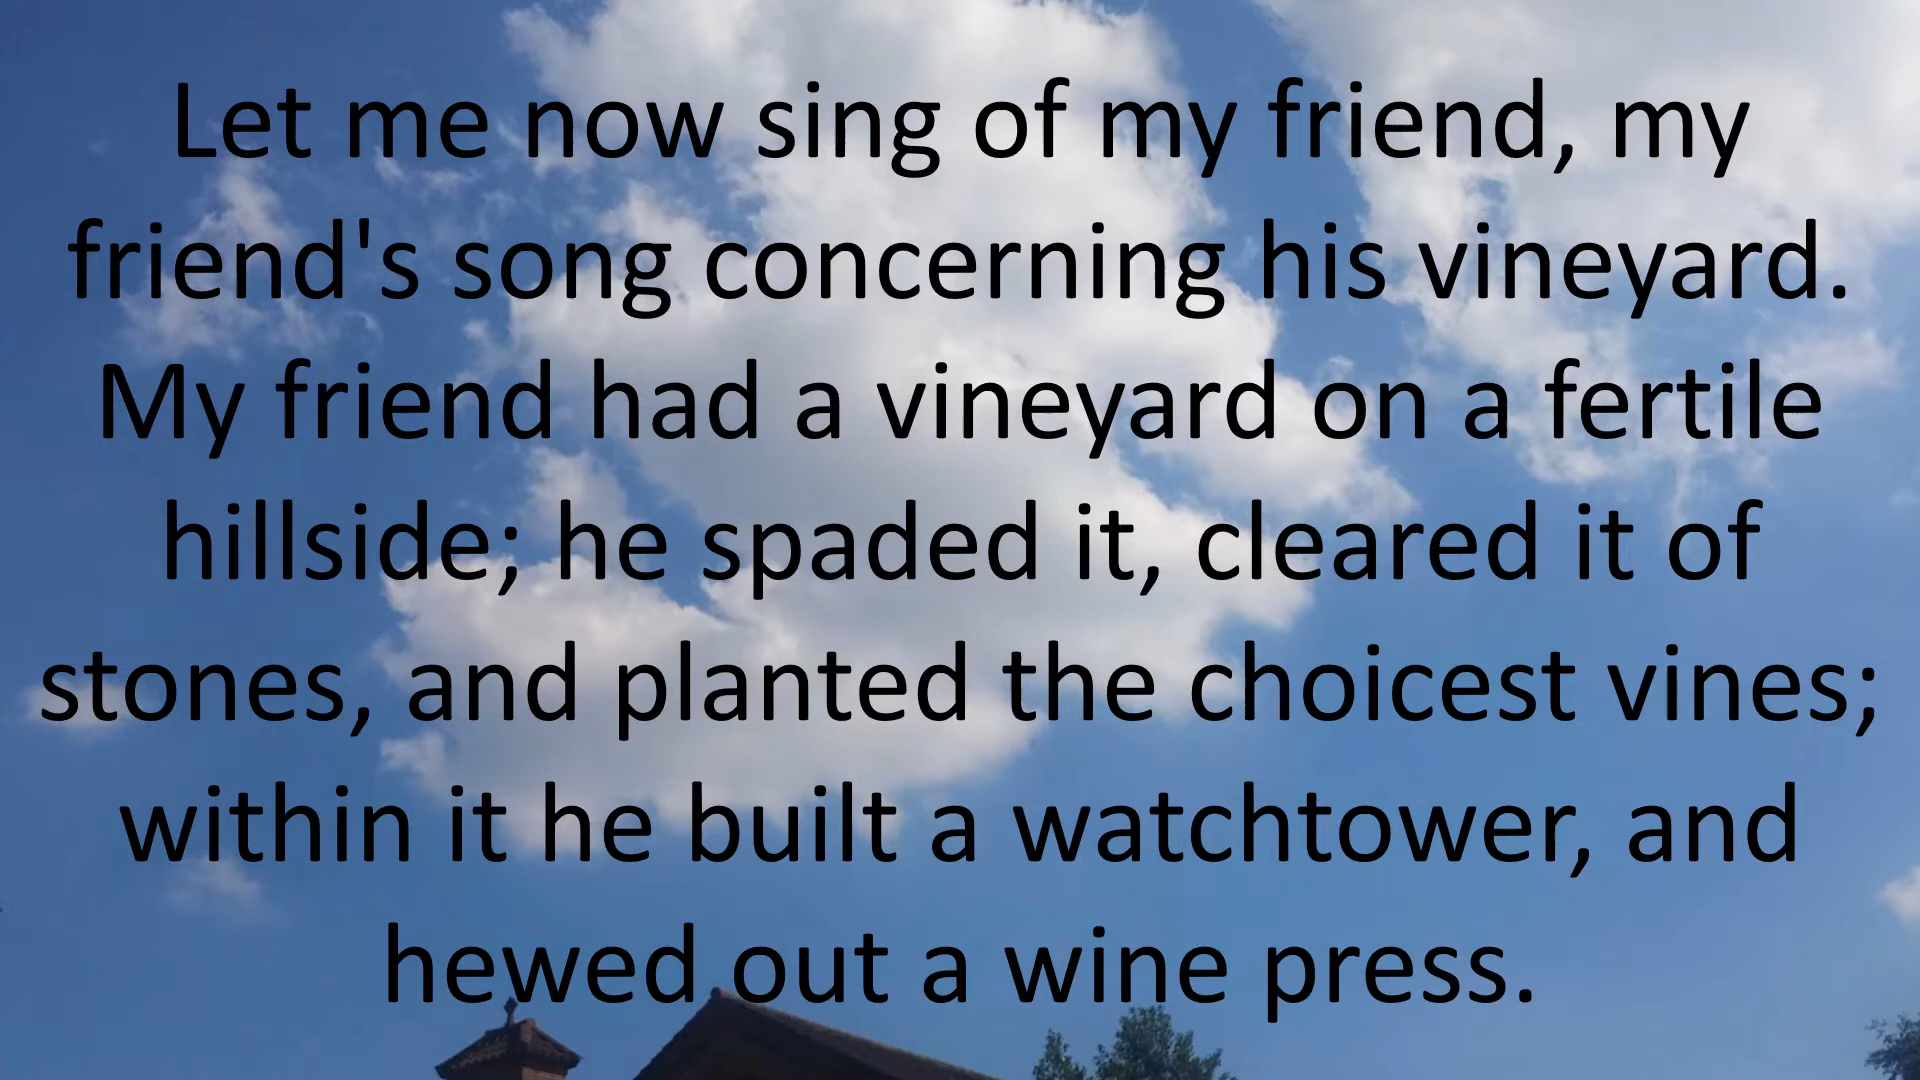 Let me now sing of my friend, my
friend's song concerning his vineyard.
My friend had a vineyard on a fertile
hillside; he spaded it, cleared it of
stones, and planted the choicest vines;
within it he built a watchtower, and
hewed out a wine press.